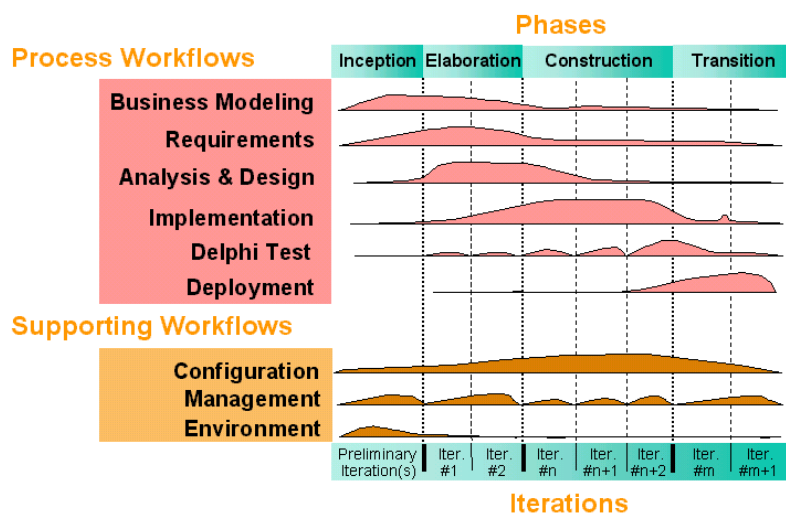 Phases
Process Workflows
Inception Elaboration Construction Transition
Business Modeling
Requirements
Analysis & Design
Implementation
Delphi Test
Deployment
Supporting Workflows
Configuration
Management
Environment
Preliminary Iteration(s)
Iter. #1
Iter. #2
Iter. #n
Iter. #n+1
Iter. #n+2
Iter. #m
Iter. #m+1
Iterations